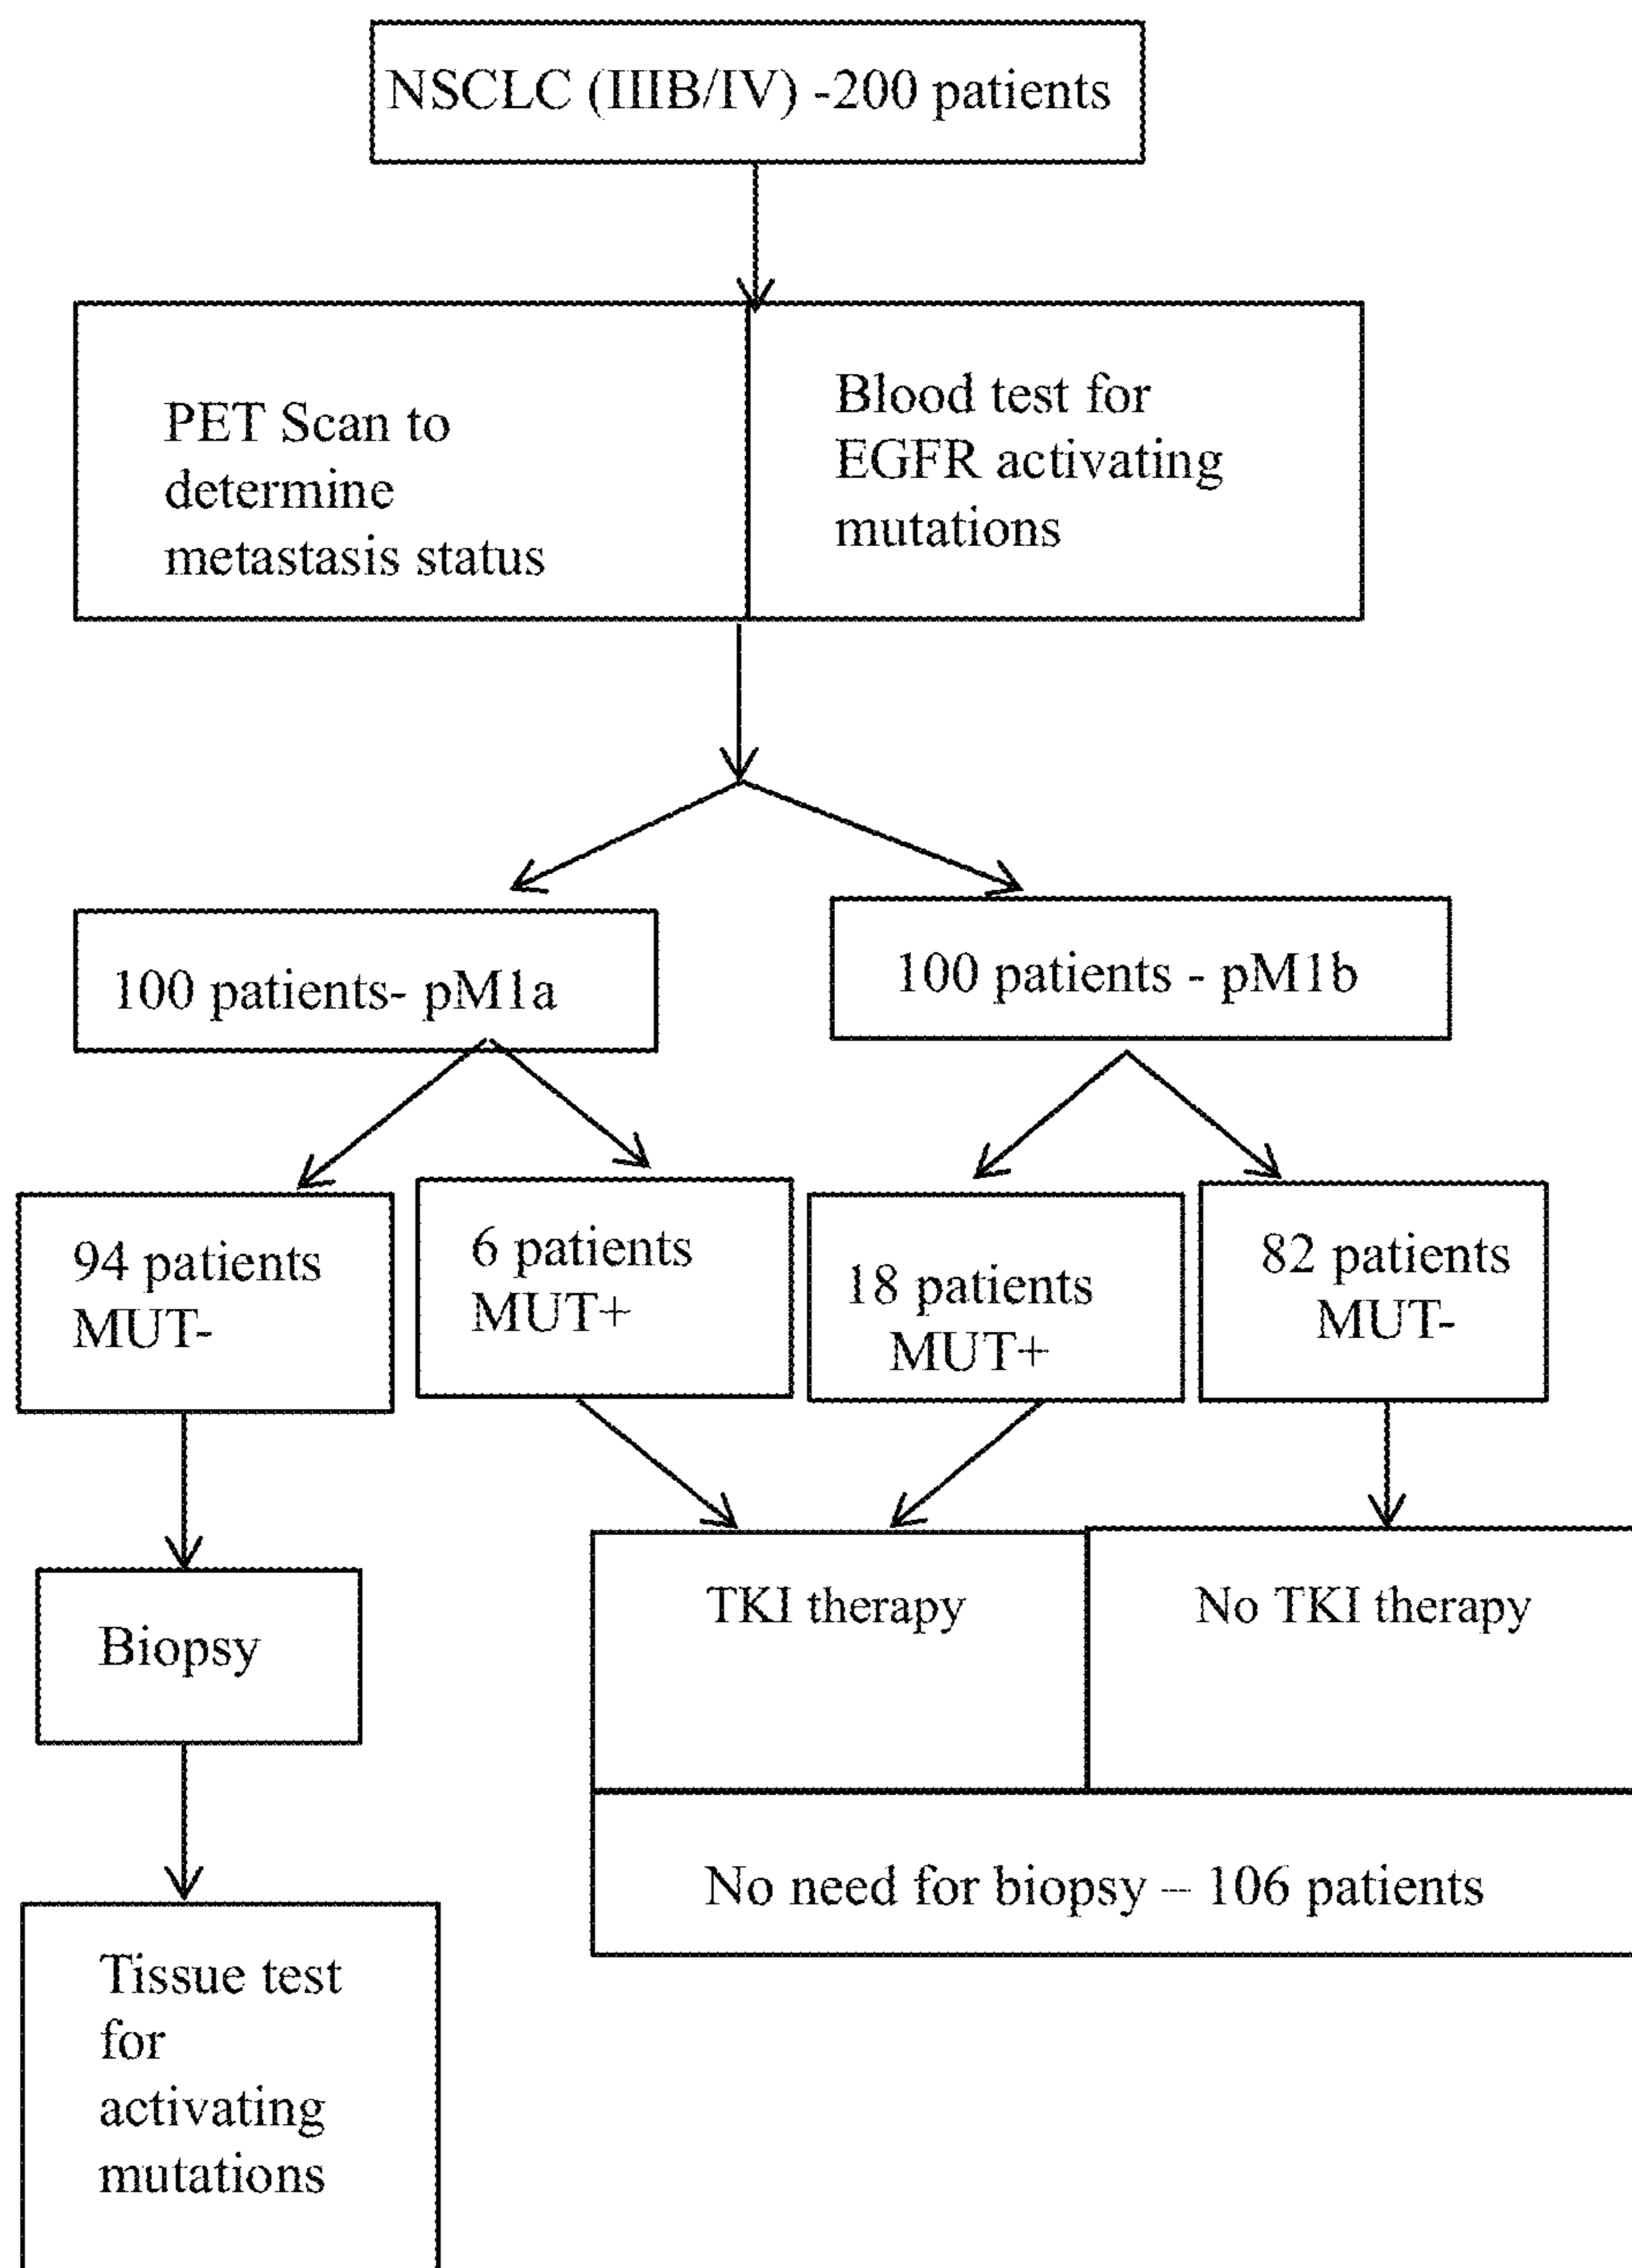 NSCLC (IIIB/IV) -200 patients
PET Scan to
determine
metastasis status
Blood test for
EGFR activating
mutations
100 patients- pM1a
100 patients - pM1b
94 patients
MUT-
6 patients
MUT+
18 patients
MUT+
82 patients
MUT-
Biopsy
TKI therapy
No TKI therapy
No need for biopsy – 106 patients
Tissue test
for
activating
mutations